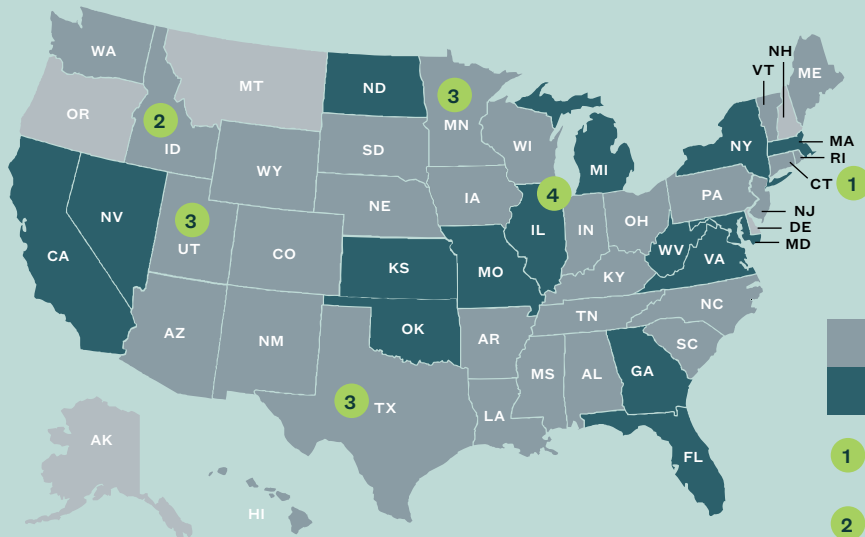 WA
MT
ND
3
MN
NH
VT
ME
OR
2
ID
SD
WI
MI
NY
MA
RI
CT 1
WY
IA
PA
NJ
DE
MD
NV
3
UT
NE
4
IL
IN
OH
WV
VA
CA
CO
KS
MO
KY
NC
AZ
NM
OK
AR
TN
SC
3
TX
MS
AL
GA
LA
AK
FL
1
HI
2